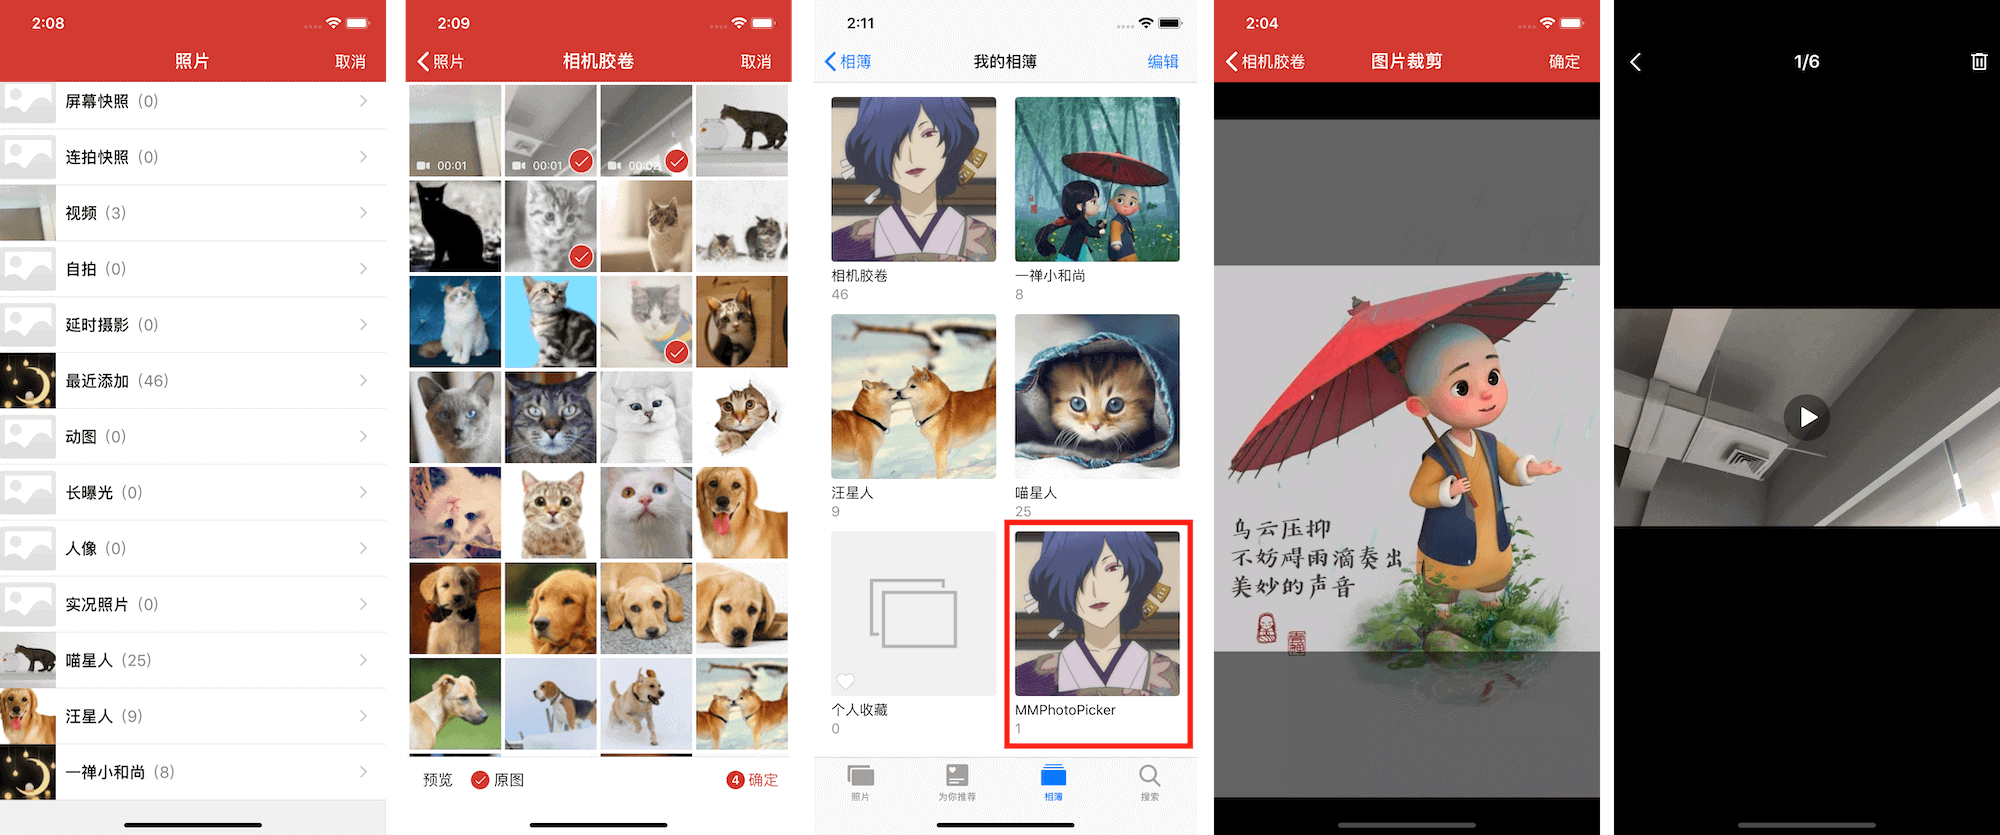 2:08
照片
取消
屏幕快照 (0)
连拍快照 (0)
视频 (3)
自拍 (0)
延时摄影 (0)
最近添加 (46)
动图 (0)
长曝光 (0)
人像 (0)
实况照片 (0)
喵星人 (25)
汪星人 (9)
一禅小和尚 (8)
2:09
照片
相机胶卷
取消
00:01
00:01
00:02
预览
原图
4 确定
2:11
相簿
我的相簿
编辑
相机胶卷
46
一禅小和尚
8
汪星人
9
喵星人
25
个人收藏
0
MMPhotoPicker
1
照片
为你推荐
相簿
搜索
2:04
相机胶卷
图片裁剪
确定
乌云压抑
不妨碍雨滴奏出
美妙的声音
1/6